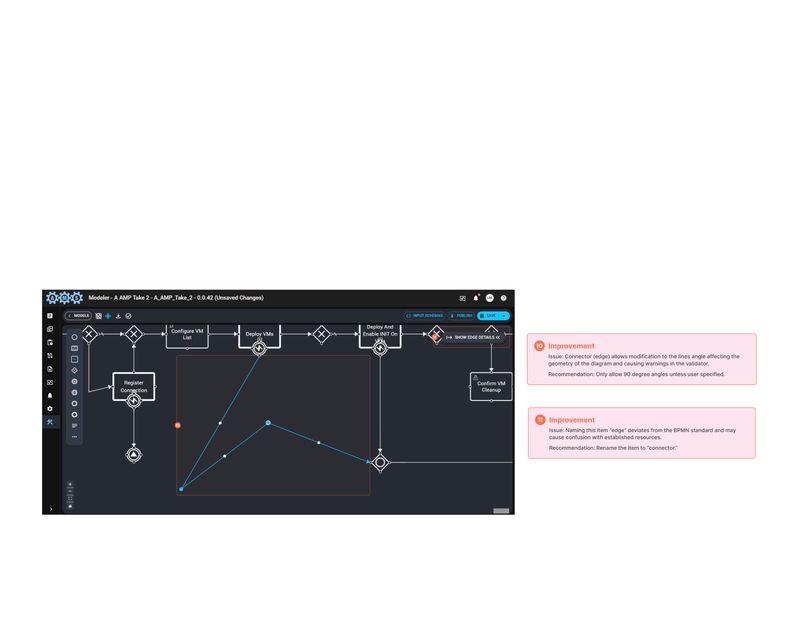 AMP
Modeler - A AMP Take 2 - A_AMP_Take_2 - 0.0.42 (Unsaved Changes)
MODELS
INPUT SCHEMAS
PUBLISH
SAVE
Configure VM
List
Deploy VMs
Deploy And
Enable INIT On
SHOW EDGE DETAILS
Register
Connection
Confirm VM
Cleanup
10
10 Improvement
Issue: Connector (edge) allows modification to the lines angle affecting the
geometry of the diagram and causing warnings in the validator.
Recommendation: Only allow 90 degree angles unless user specified.
11 Improvement
Issue: Naming this item “edge” deviates from the BPMN standard and may
cause confusion with established resources.
Recommendation: Rename the item to “connector.”